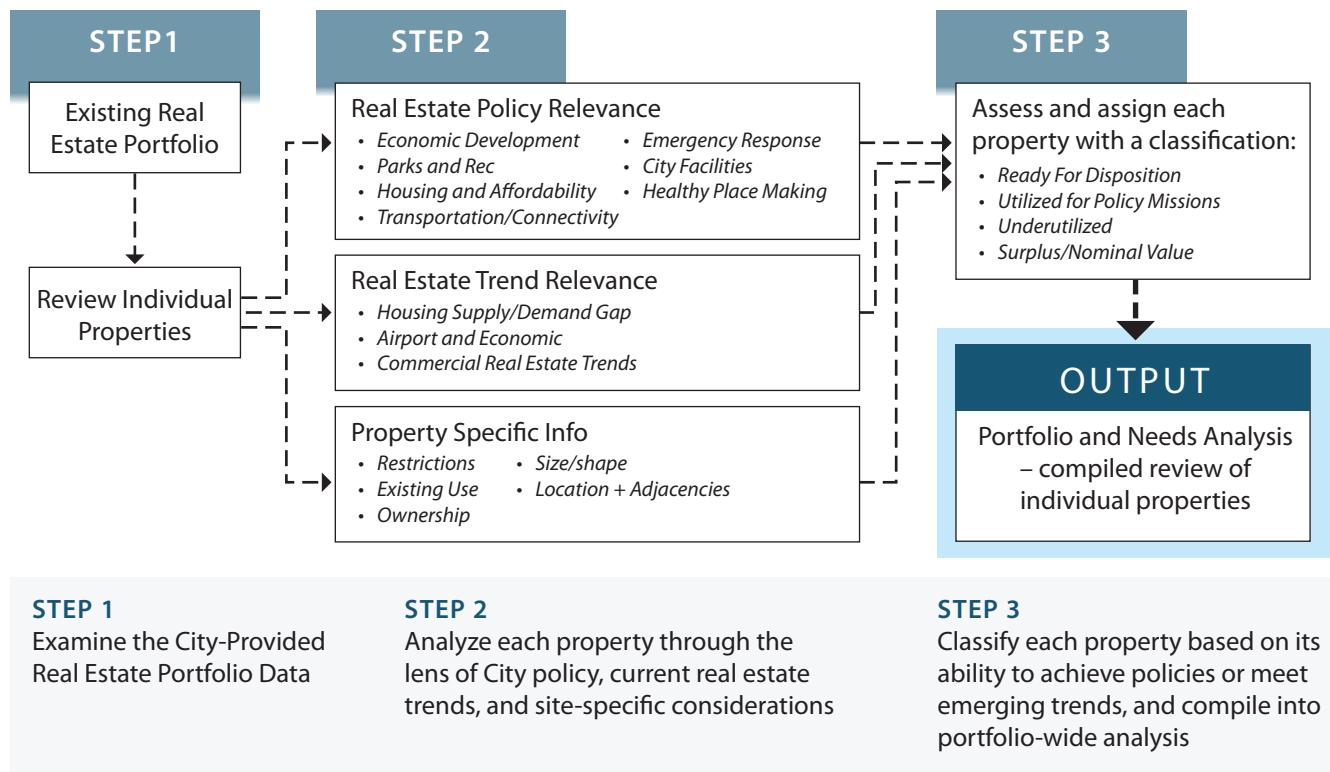 STEP1
Existing Real
Estate Portfolio
Review Individual
Properties
STEP 2
Real Estate Policy Relevance
• Economic Development
• Parks and Rec
• Housing and Affordability
• Transportation/Connectivity
• Emergency Response
• City Facilities
• Healthy Place Making
Real Estate Trend Relevance
• Housing Supply/Demand Gap
• Airport and Economic
• Commercial Real Estate Trends
Property Specific Info
• Restrictions
• Existing Use
• Ownership
• Size/shape
• Location + Adjacencies
STEP 3
Assess and assign each
property with a classification:
• Ready For Disposition
• Utilized for Policy Missions
• Underutilized
• Surplus/Nominal Value
OUTPUT
Portfolio and Needs Analysis
– compiled review of
individual properties
STEP 1
Examine the City-Provided
Real Estate Portfolio Data
STEP 2
Analyze each property through the
lens of City policy, current real estate
trends, and site-specific considerations
STEP 3
Classify each property based on its
ability to achieve policies or meet
emerging trends, and compile into
portfolio-wide analysis